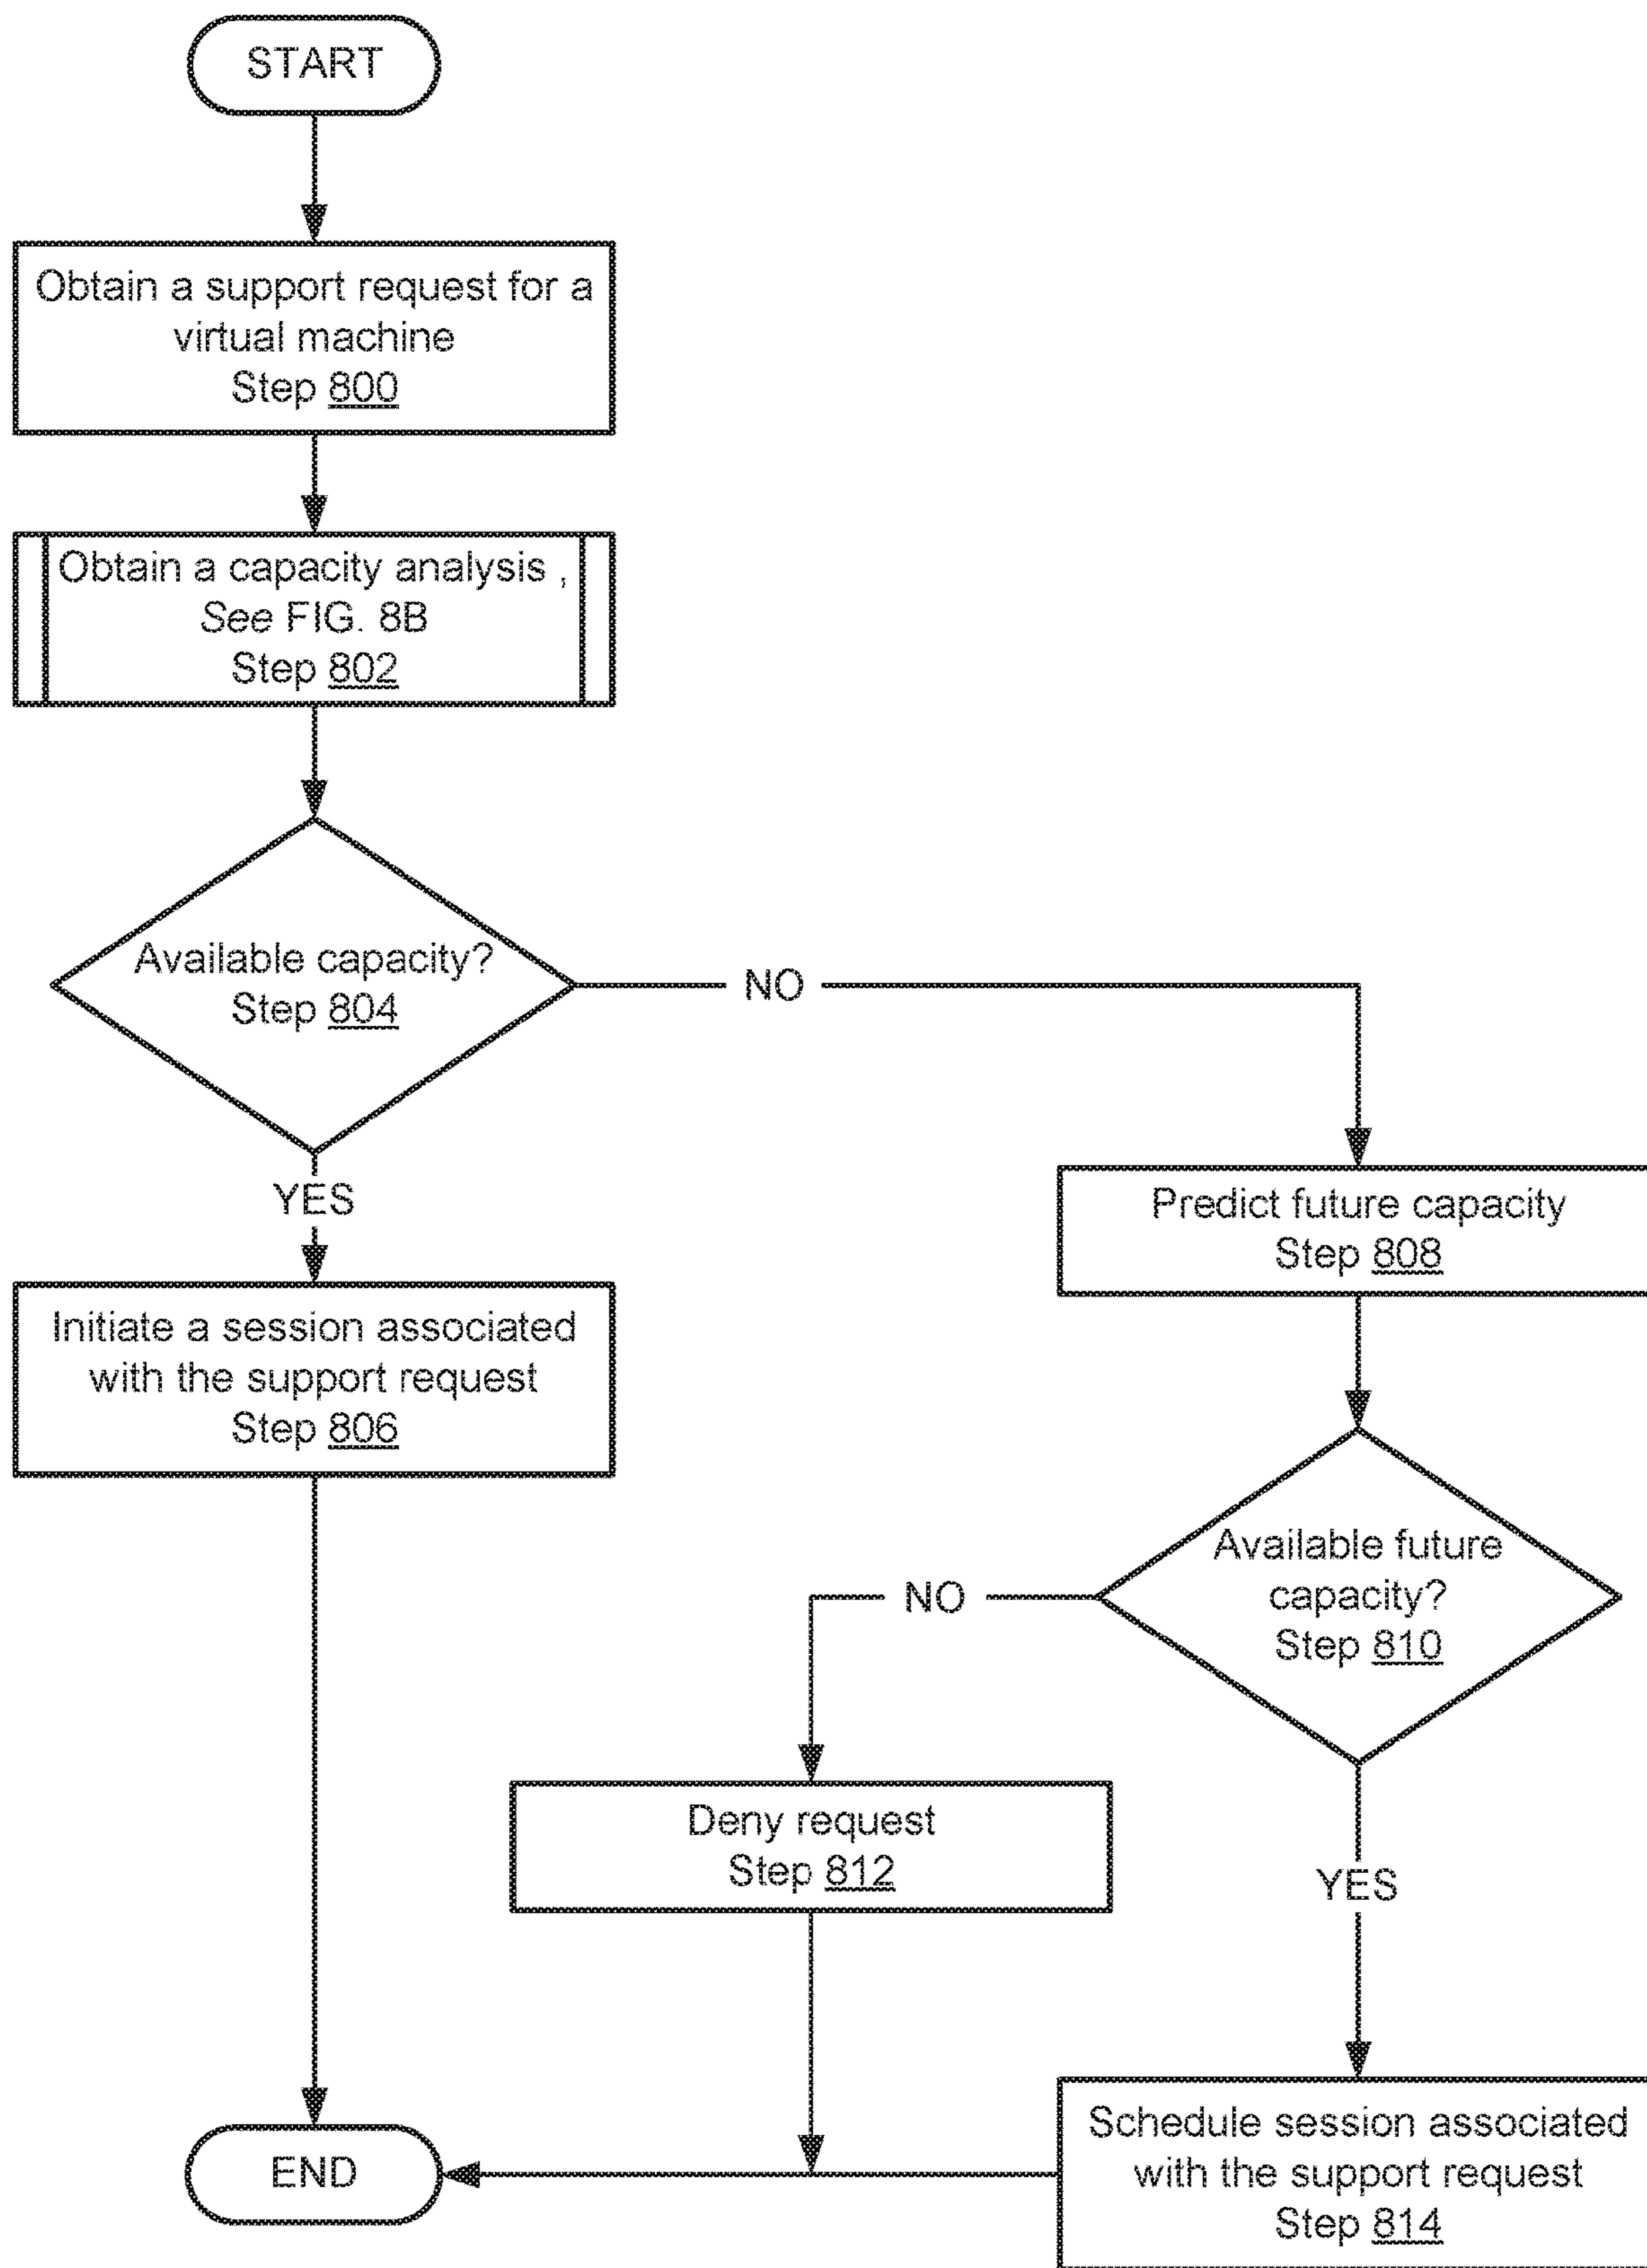 START
Obtain a support request for a
virtual machine
Step 800
Obtain a capacity analysis ,
See FIG. 8B
Step 802
Available capacity?
Step 804
NO
YES
Initiate a session associated
with the support request
Step 806
Predict future capacity
Step 808
Available future
capacity?
Step 810
NO
YES
Deny request
Step 812
Schedule session associated
with the support request
Step 814
END